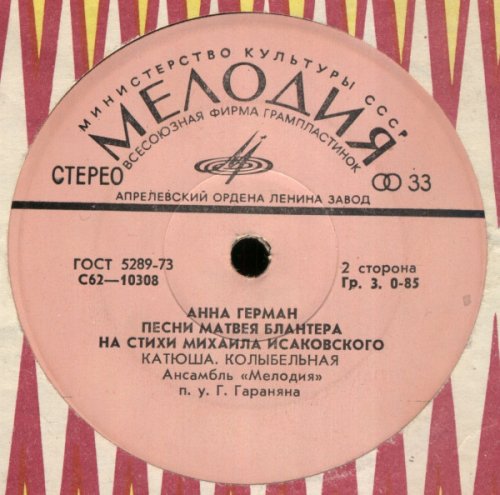 МИНИСТЕРСТВО КУЛЬТУРЫ СССР
МЕЛОДИЯ
ВСЕСОЮЗНАЯ ФИРМА ГРАМПЛАСТИНОК
СТЕРЕО
33
АПРЕЛЕВСКИЙ ОРДЕНА ЛЕНИНА ЗАВОД
ГОСТ 5289-73
С62—10308
2 сторона
Гр. 3. 0-85
АННА ГЕРМАН
ПЕСНИ МАТВЕЯ БЛАНТЕРА
НА СТИХИ МИХАИЛА ИСАКОВСКОГО
КАТЮША. КОЛЫБЕЛЬНАЯ
Ансамбль «Мелодия»
п. у. Г. Гараняна